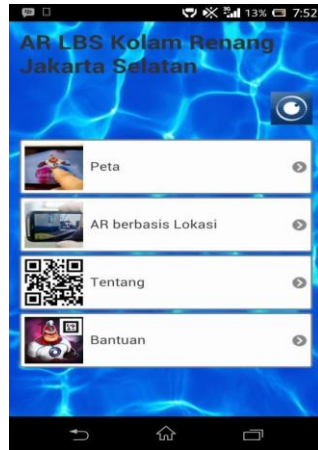 13% 7:52
AR LBS Kolam Renang
Jakarta Selatan
Peta
AR berbasis Lokasi
Tentang
Bantuan